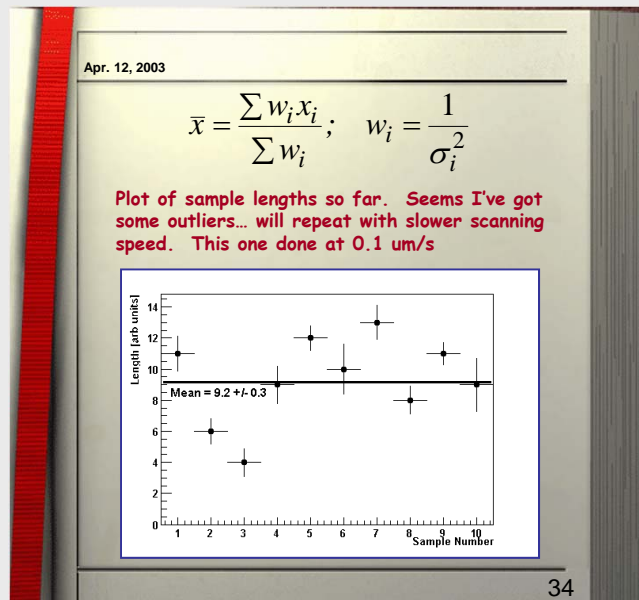 Apr. 12, 2003
x̄ = ∑ wᵢxᵢ / ∑ wᵢ ; wᵢ = 1 / σᵢ²
Plot of sample lengths so far. Seems I've got
some outliers… will repeat with slower scanning
speed. This one done at 0.1 um/s
Length [arb units]
14
12
10
8
6
4
2
0
Mean = 9.2 +/- 0.3
1 2 3 4 5 6 7 8 9 10
Sample Number
34